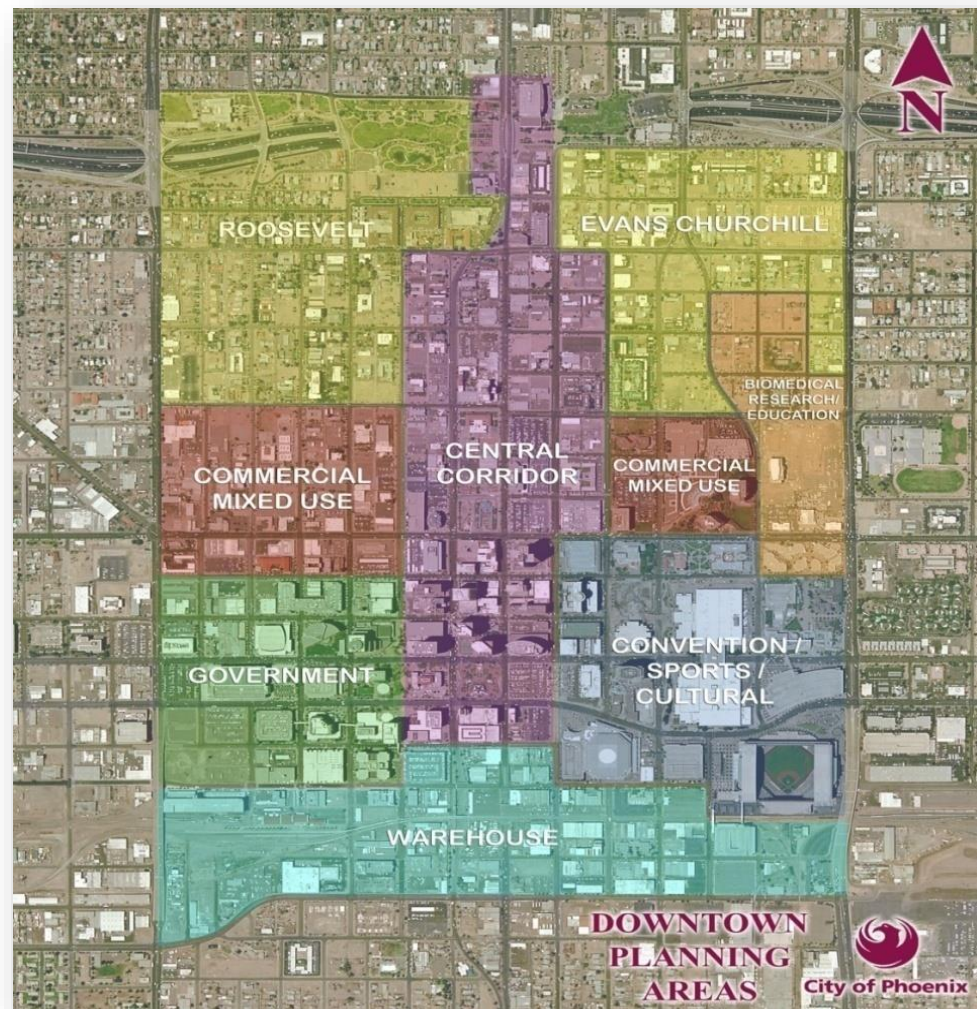 N
ROOSEVELT
EVANS CHURCHILL
BIOMEDICAL
RESEARCH/
EDUCATION
CENTRAL
CORRIDOR
COMMERCIAL
MIXED USE
COMMERCIAL
MIXED USE
CONVENTION /
SPORTS /
CULTURAL
GOVERNMENT
WAREHOUSE
DOWNTOWN
PLANNING
AREAS
City of Phoenix